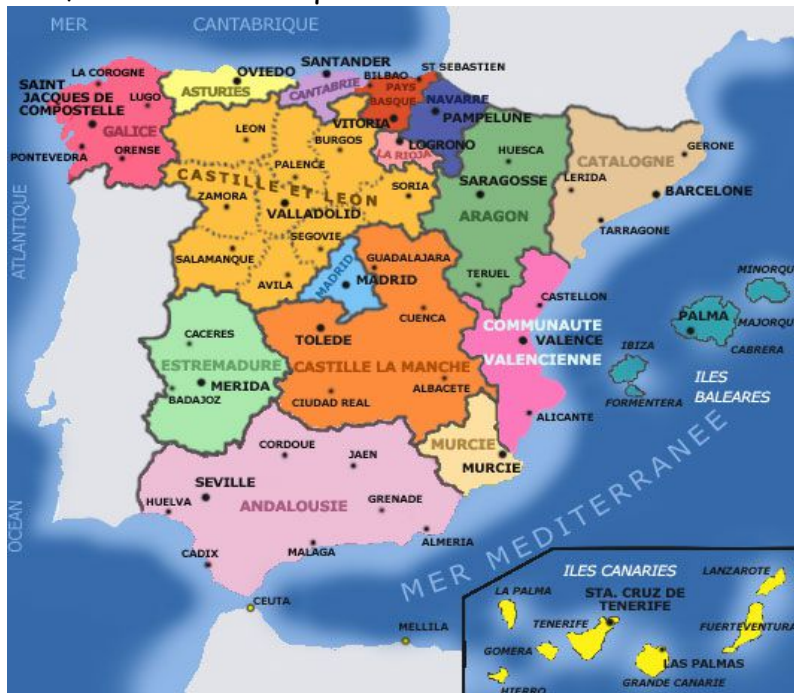 MER CANTABRIQUE
SANTANDER
ST SEBASTIEN
LA COROGNE
OVIEDO
BILBAO
PAYS
BASQUE
ASTURIES
CANTABRIE
SAINT
JACQUES DE
COMPOSTELLE
LUGO
GALICE
PONTEVEDRA
ORENSE
NAVARRE
PAMPELUNE
VITORIA
LOGRONO
LA RIOJA
LEON
BURGOS
PALENCE
CASTILLE ET LEON
ZAMORA
VALLADOLID
SORIA
SEGOVIE
SALAMANQUE
AVILA
HUESCA
SARAGOSSE
ARAGON
TERUEL
CATALOGNE
GERONE
LERIDA
BARCELONE
TARRAGONE
ATLANTIQUE
MADRID
MADRID
GUADALAJARA
CUENCA
TOLEDE
CASTILLE LA MANCHE
CIUDAD REAL
ALBACETE
CASTELLON
COMMUNAUTE
VALENCE
VALENCIENNE
ALICANTE
MINORQU
PALMA
MAJORQU
CABRERA
IBIZA
FORMENTERA
ILES
BALEARES
CACERES
ESTREMADURE
MERIDA
BADAJOZ
MURCIE
MURCIE
CORDOUE
JAEN
SEVILLE
ANDALOUSIE
GRENADE
HUELVA
CADIX
MALAGA
ALMERIA
OCEAN
MER MEDITERRANEE
CEUTA
MELLILA
ILES CANARIES
LANZAROTE
LA PALMA
STA. CRUZ DE
TENERIFE
TENERIFE
FUERTEVENTURA
GOMERA
LAS PALMAS
HIERRO
GRANDE CANARIE